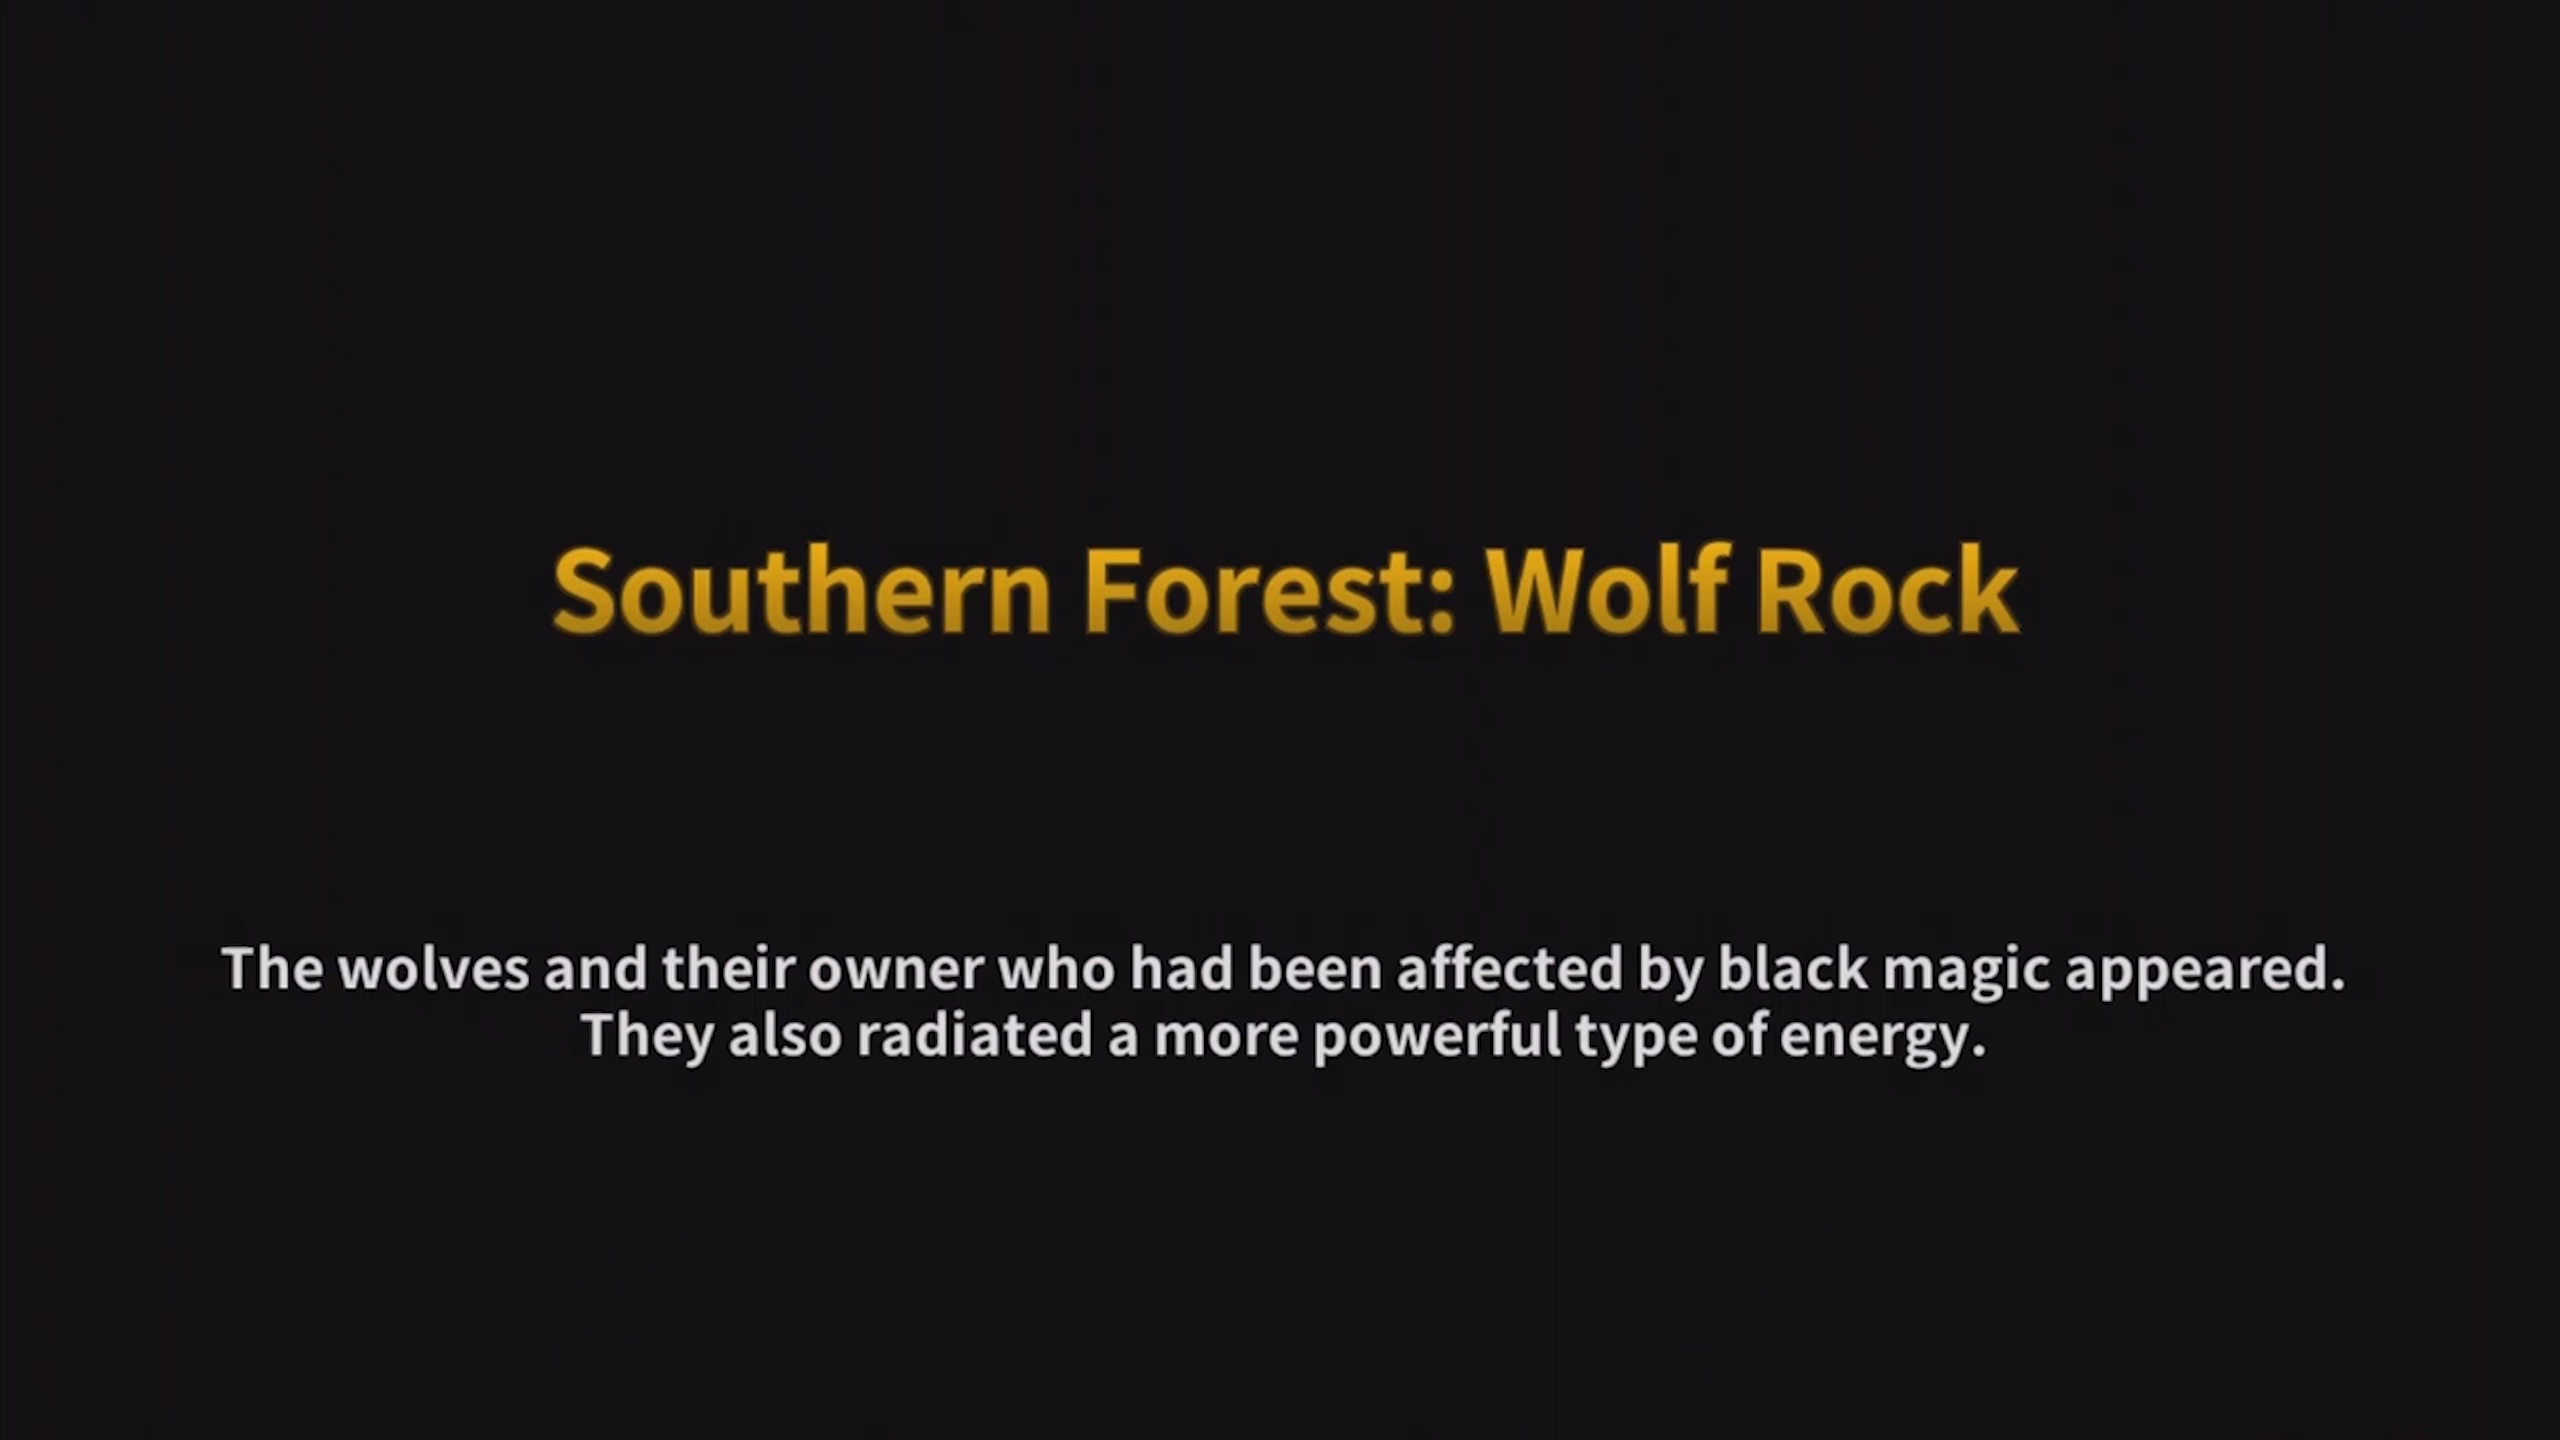 Southern Forest: Wolf Rock
The wolves and their owner who had been affected by black magic appeared.
They also radiated a more powerful type of energy.